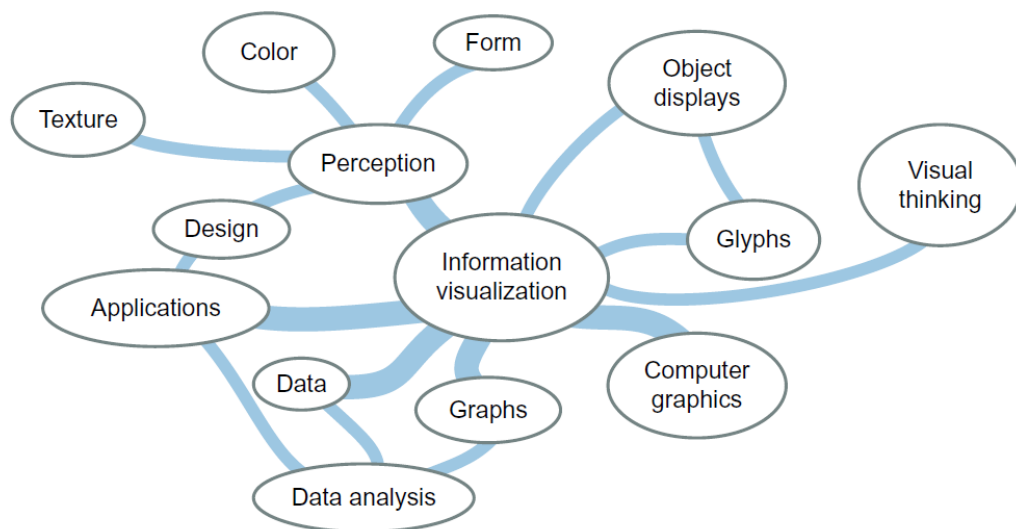 Color
Form
Object
displays
Texture
Perception
Visual
thinking
Design
Glyphs
Information
visualization
Applications
Data
Graphs
Computer
graphics
Data analysis